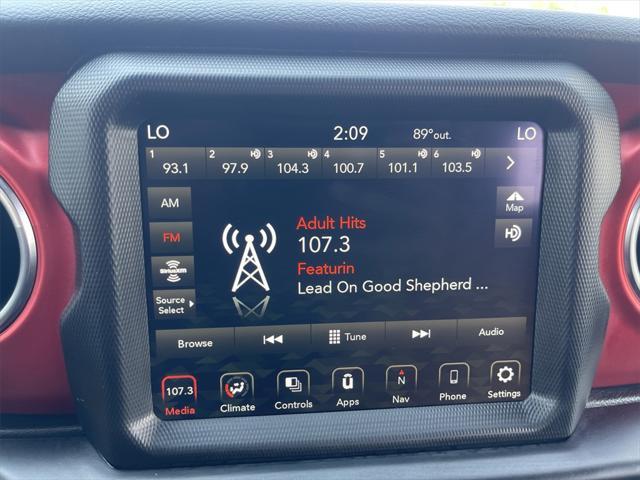 LO 2:09 89°out. LO
1 2 3 4 5 6
93.1 97.9 104.3 100.7 101.1 103.5
AM
Map
FM
SiriusXM
Source
Select
Adult Hits
107.3
Featurin
Lead On Good Shepherd ...
Browse Tune Audio
107.3 N
Media Climate Controls Apps Nav Phone Settings